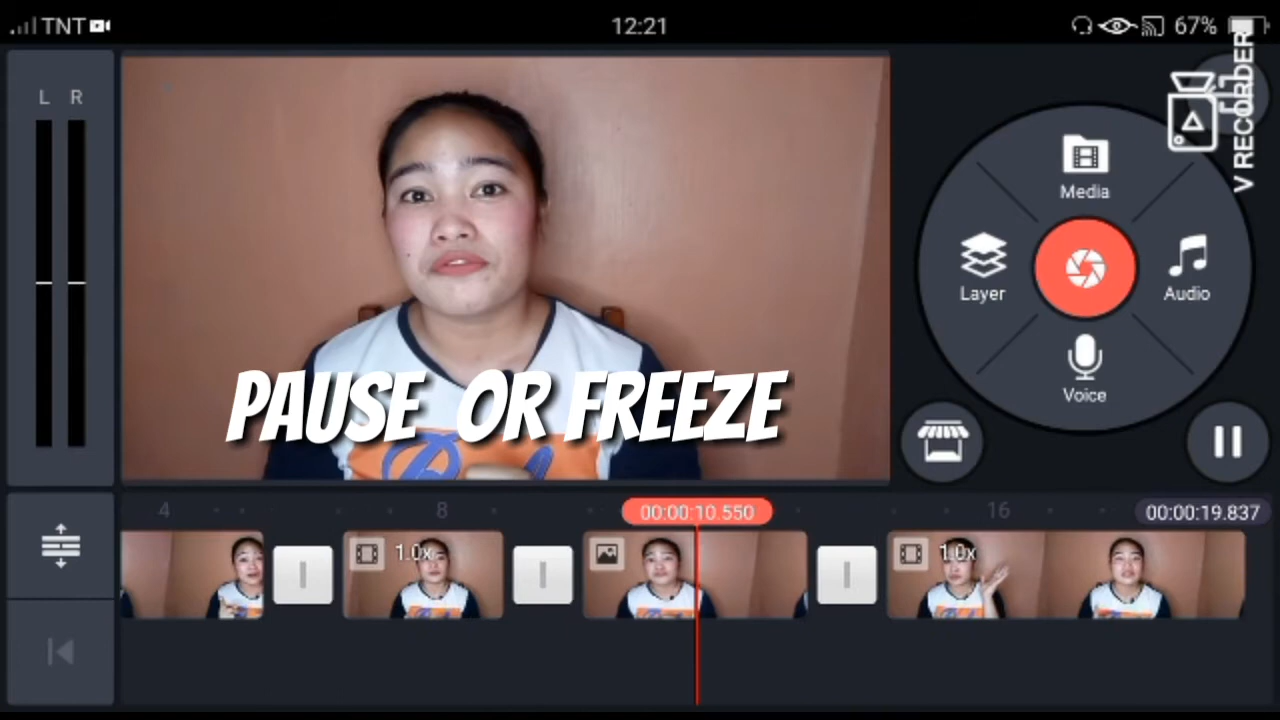 TNT
12:21
67%
L R
V RECORDER
Media
Layer
Audio
Voice
PAUSE OR FREEZE
4
8
00:00:10.550
16
00:00:19.837
1.0x
1.0x